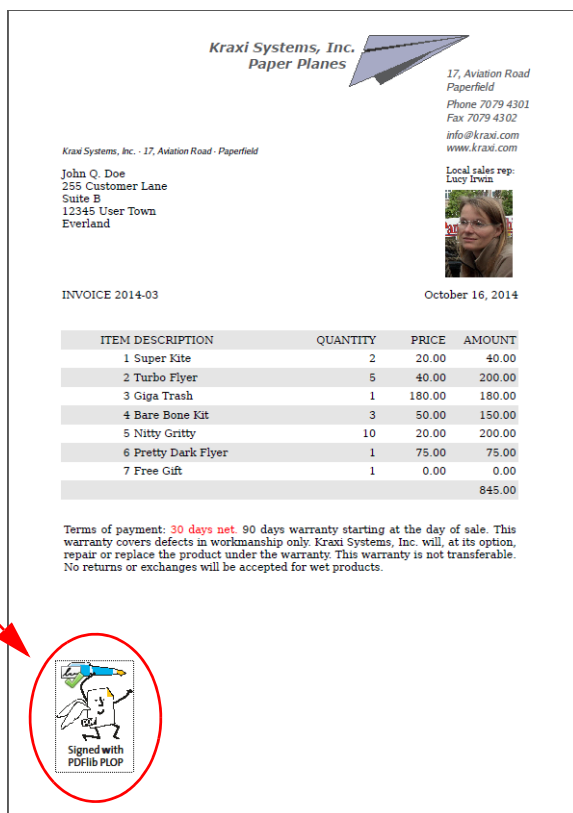 Kraxi Systems, Inc.
Paper Planes
17, Aviation Road
Paperfield
Phone 7079 4301
Fax 7079 4302
info@kraxi.com
www.kraxi.com
Kraxi Systems, Inc. - 17, Aviation Road - Paperfield
John Q. Doe
255 Customer Lane
Suite B
12345 User Town
Everland
Local sales rep:
Lucy Irwin
INVOICE 2014-03 October 16, 2014
ITEM DESCRIPTION QUANTITY PRICE AMOUNT
1 Super Kite 2 20.00 40.00
2 Turbo Flyer 5 40.00 200.00
3 Giga Trash 1 180.00 180.00
4 Bare Bone Kit 3 50.00 150.00
5 Nitty Gritty 10 20.00 200.00
6 Pretty Dark Flyer 1 75.00 75.00
7 Free Gift 1 0.00 0.00
845.00
Terms of payment: 30 days net. 90 days warranty starting at the day of sale. This
warranty covers defects in workmanship only. Kraxi Systems, Inc. will, at its option,
repair or replace the product under the warranty. This warranty is not transferable.
No returns or exchanges will be accepted for wet products.
Signed with
PDFlib PLOP